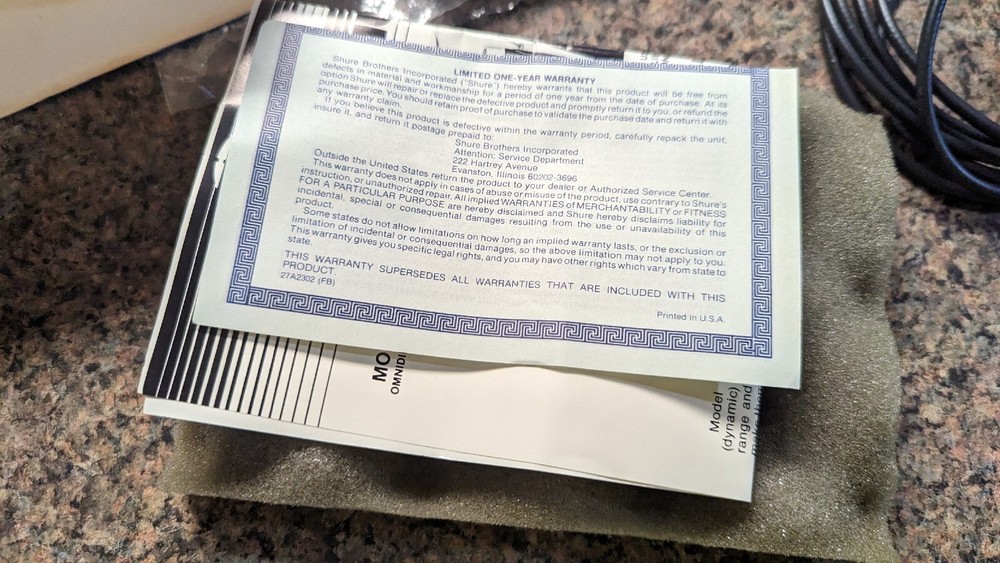 LIMITED ONE-YEAR WARRANTY
Shure Brothers Incorporated ("Shure") hereby warrants that this product will be free from
defects in material and workmanship for a period of one year from the date of purchase. At its
option Shure will repair or replace the defective product and promptly return it to you, or refund the
purchase price. You should retain proof of purchase to validate the purchase date and return it with
any warranty claim.
If you believe this product is defective within the warranty period, carefully repack the unit,
insure it, and return it postage prepaid to:
Shure Brothers Incorporated
Attention: Service Department
222 Hartrey Avenue
Evanston, Illinois 60202-3696
Outside the United States return the product to your dealer or Authorized Service Center.
This warranty does not apply in cases of abuse or misuse of the product, use contrary to Shure's
instruction, or unauthorized repair. All implied WARRANTIES of MERCHANTABILITY or FITNESS
FOR A PARTICULAR PURPOSE are hereby disclaimed and Shure hereby disclaims liability for
incidental, special or consequential damages resulting from the use or unavailability of this
product.
Some states do not allow limitations on how long an implied warranty lasts, or the exclusion or
limitation of incidental or consequential damages, so the above limitation may not apply to you.
This warranty gives you specific legal rights, and you may have other rights which vary from state to
state.
THIS WARRANTY SUPERSEDES ALL WARRANTIES THAT ARE INCLUDED WITH THIS
PRODUCT.
27A2302 (FB)
Printed in U.S.A.
MO
OMNIDI
Model
(dynamic)
range and